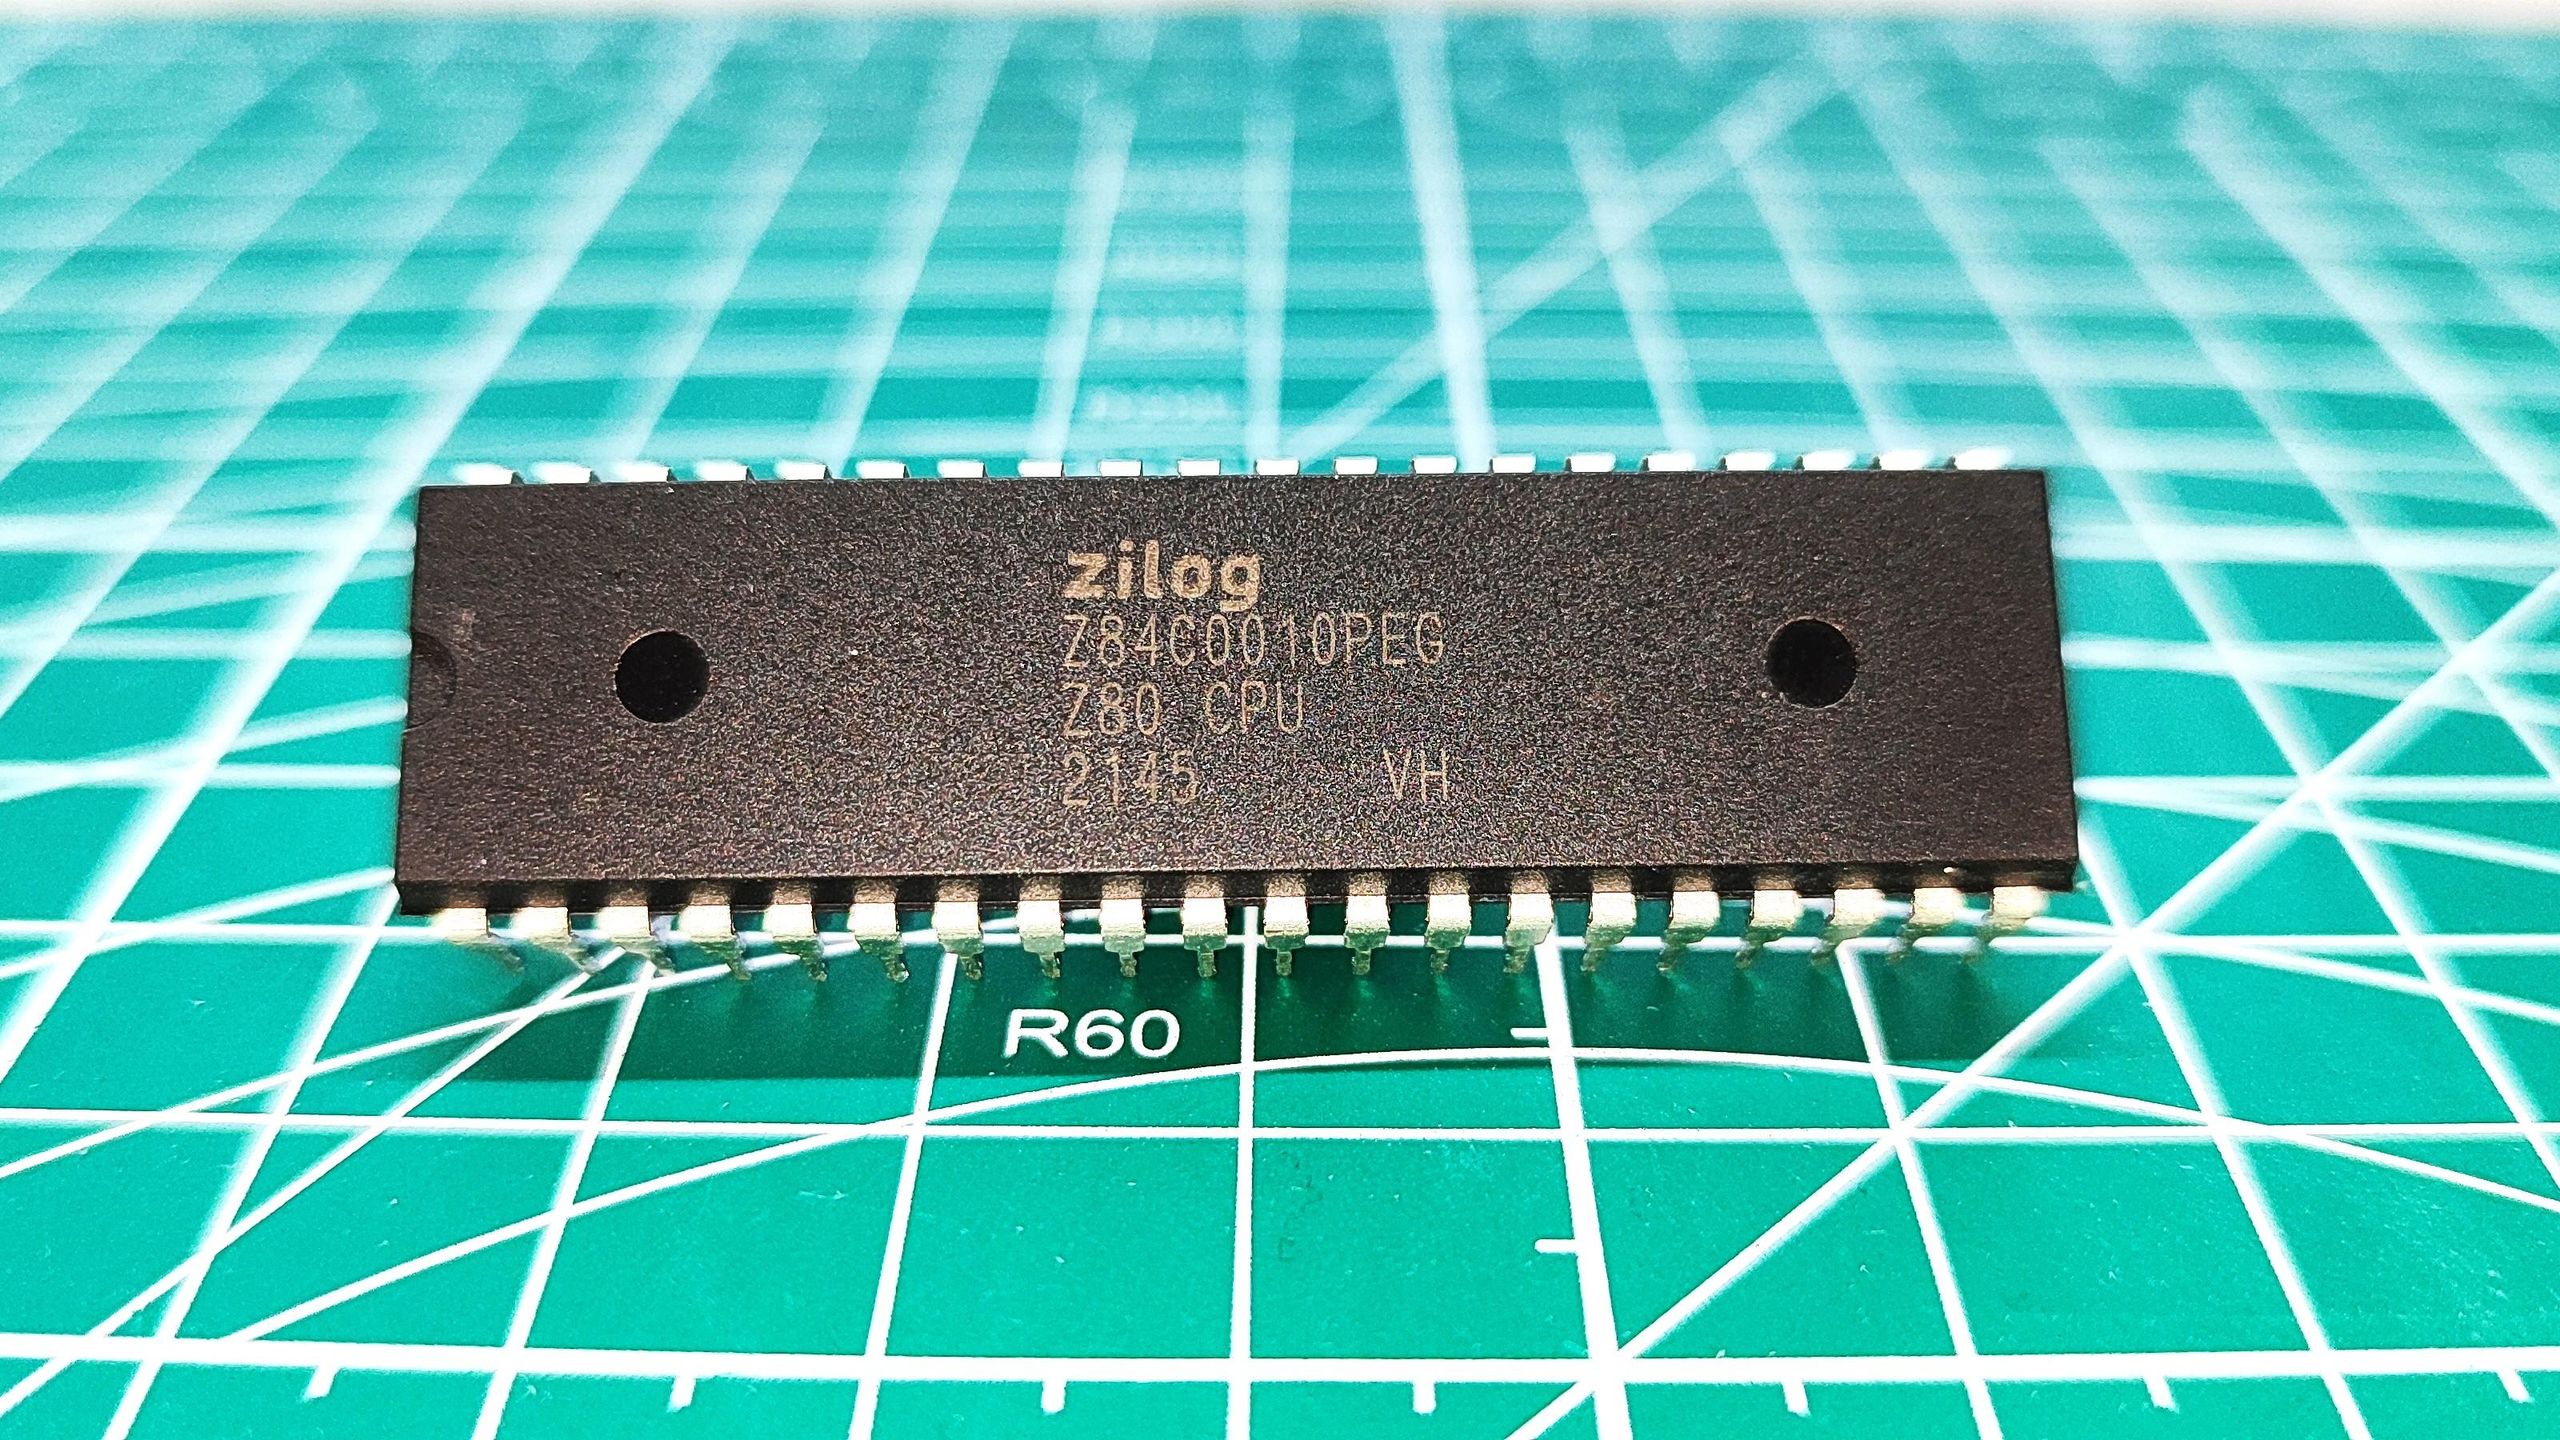 zilog
Z84C0010PEG
Z80 CPU
2145 VH
R60